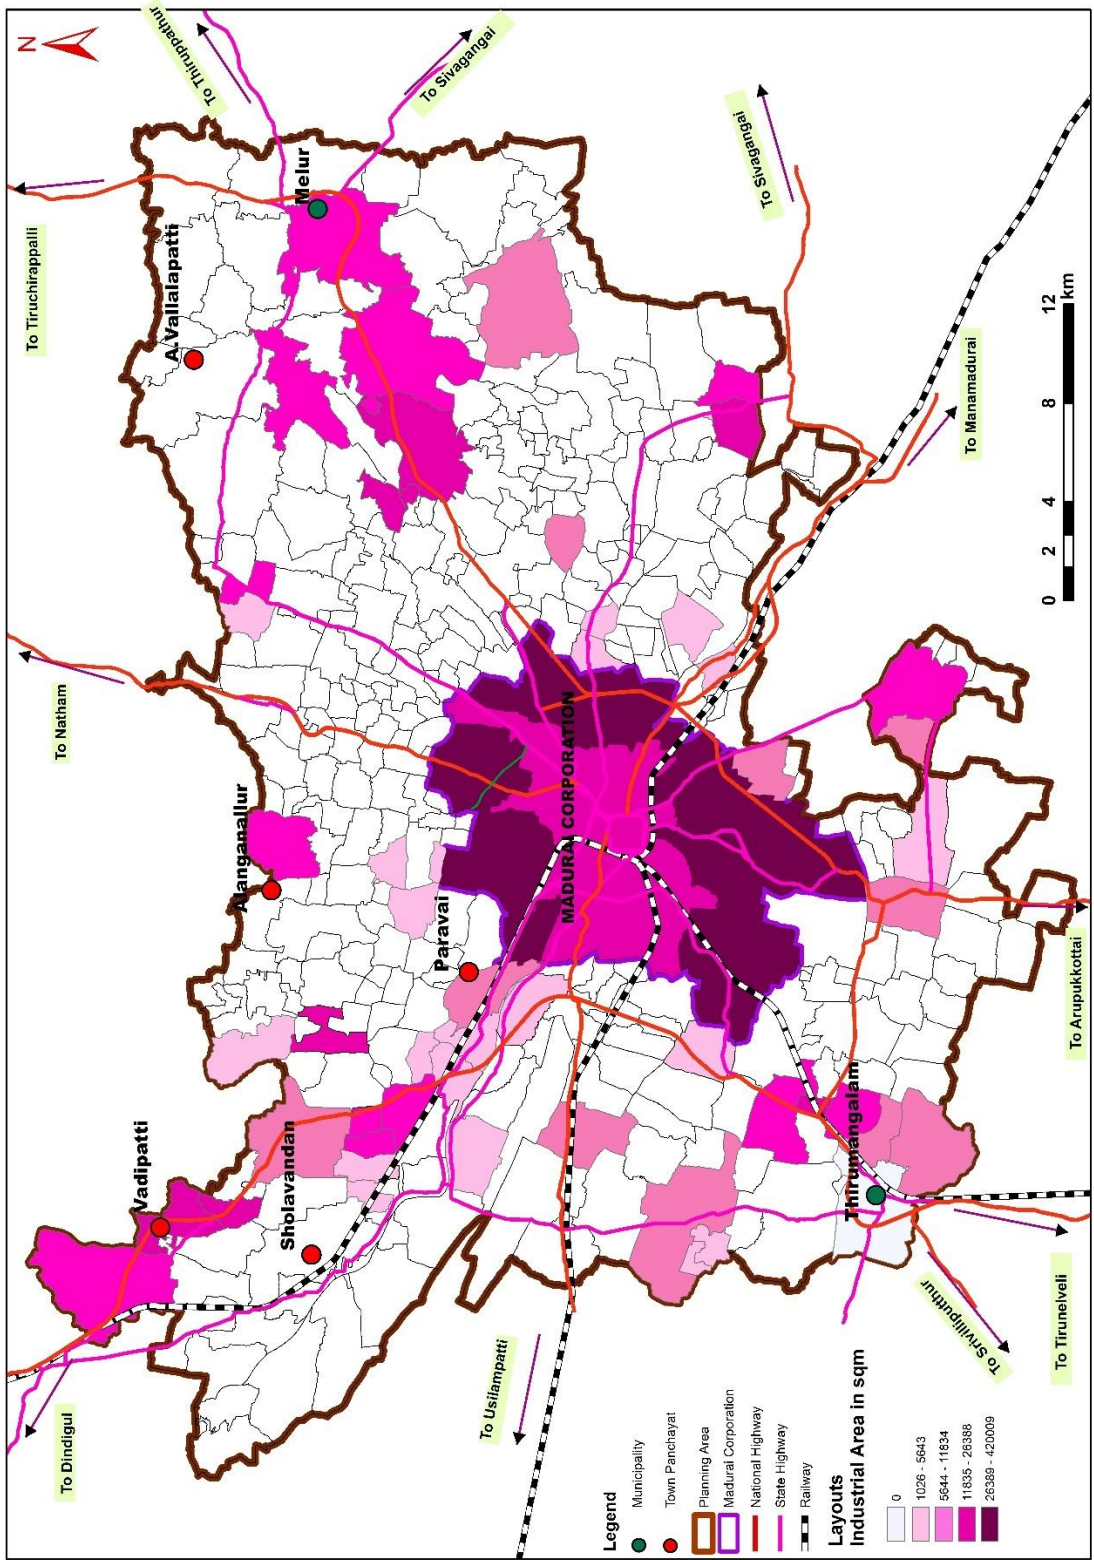 N
To Thiruppathur
To Sivagangai
To Tiruchirappalli
Melur
A.Vallalapatti
To Sivagangai
To Natham
To Manamadurai
Alanganallur
MADURAI CORPORATION
Paravai
To Arupukkottai
Vadipatti
Sholavandan
Thirumangalam
To Dindigul
To Usilampatti
To Srivilliputthur
To Tirunelveli
0 2 4 8 12
km
Legend
Municipality
Town Panchayat
Planning Area
Madurai Corporation
National Highway
State Highway
Railway
Layouts
Industrial Area in sqm
0
1026 - 5643
5644 - 11834
11835 - 26388
26389 - 420009